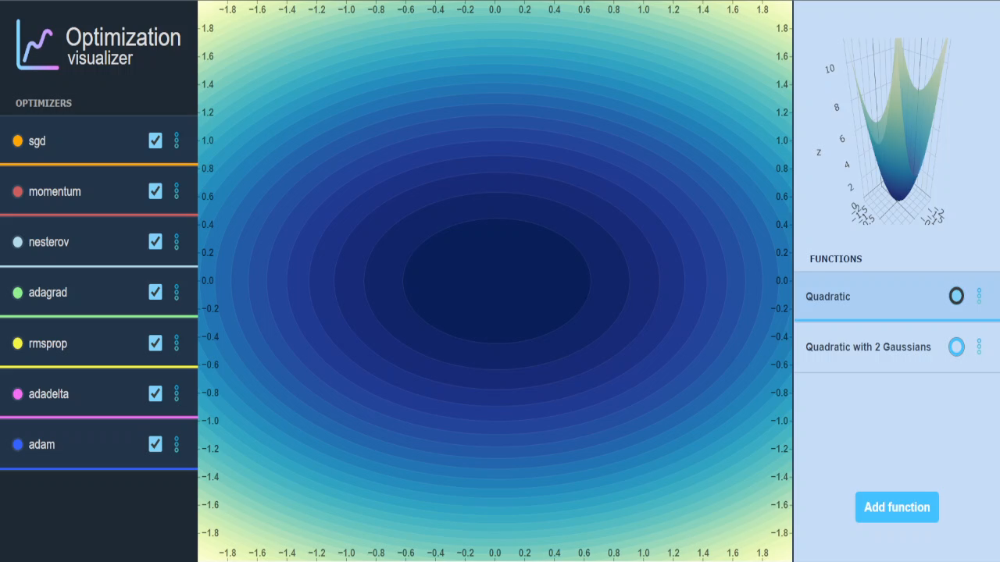 Optimization
visualizer
OPTIMIZERS
sgd
momentum
nesterov
adagrad
rmsprop
adadelta
adam
−1.8 −1.6 −1.4 −1.2 −1.0 −0.8 −0.6 −0.4 −0.2 0.0 0.2 0.4 0.6 0.8 1.0 1.2 1.4 1.6 1.8
1.8 1.8
1.6 1.6
1.4 1.4
1.2 1.2
1.0 1.0
0.8 0.8
0.6 0.6
0.4 0.4
0.2 0.2
0.0 0.0
−0.2 −0.2
−0.4 −0.4
−0.6 −0.6
−0.8 −0.8
−1.0 −1.0
−1.2 −1.2
−1.4 −1.4
−1.6 −1.6
−1.8 −1.8
−1.8 −1.6 −1.4 −1.2 −1.0 −0.8 −0.6 −0.4 −0.2 0.0 0.2 0.4 0.6 0.8 1.0 1.2 1.4 1.6 1.8
10
8
6
z
4
2
0
FUNCTIONS
Quadratic
Quadratic with 2 Gaussians
Add function